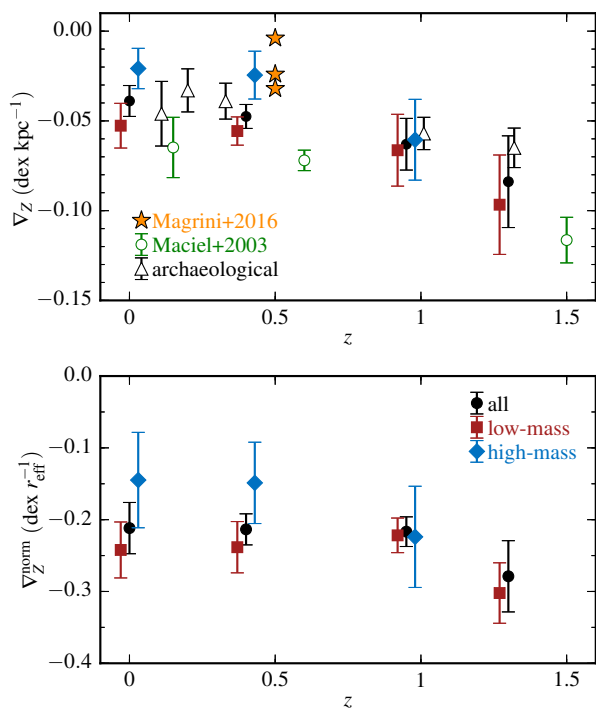 0.00
−0.05
−0.10
−0.15
∇Z (dex kpc−1)
Magrini+2016
Maciel+2003
archaeological
0 0.5 1 1.5
z
0.0
−0.1
−0.2
−0.3
−0.4
∇Znorm (dex reff−1)
all
low-mass
high-mass
0 0.5 1 1.5
z